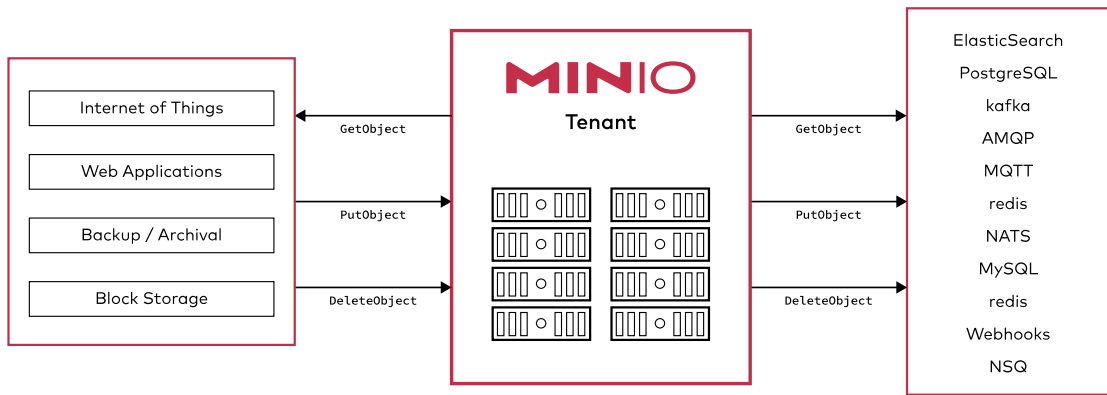 Internet of Things
Web Applications
Backup / Archival
Block Storage
GetObject
PutObject
DeleteObject
MINIO
Tenant
GetObject
PutObject
DeleteObject
ElasticSearch
PostgreSQL
kafka
AMQP
MQTT
redis
NATS
MySQL
redis
Webhooks
NSQ